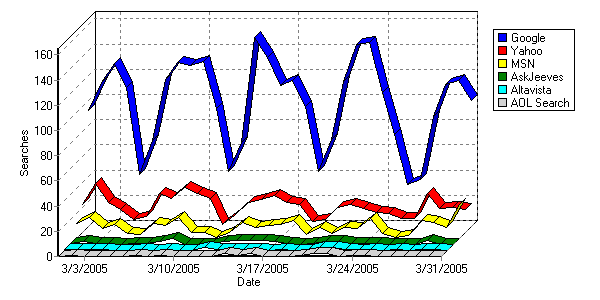 160
140
120
100
80
60
40
20
0
Searches
3/3/2005
3/10/2005
3/17/2005
3/24/2005
3/31/2005
Date
Google
Yahoo
MSN
AskJeeves
Altavista
AOL Search